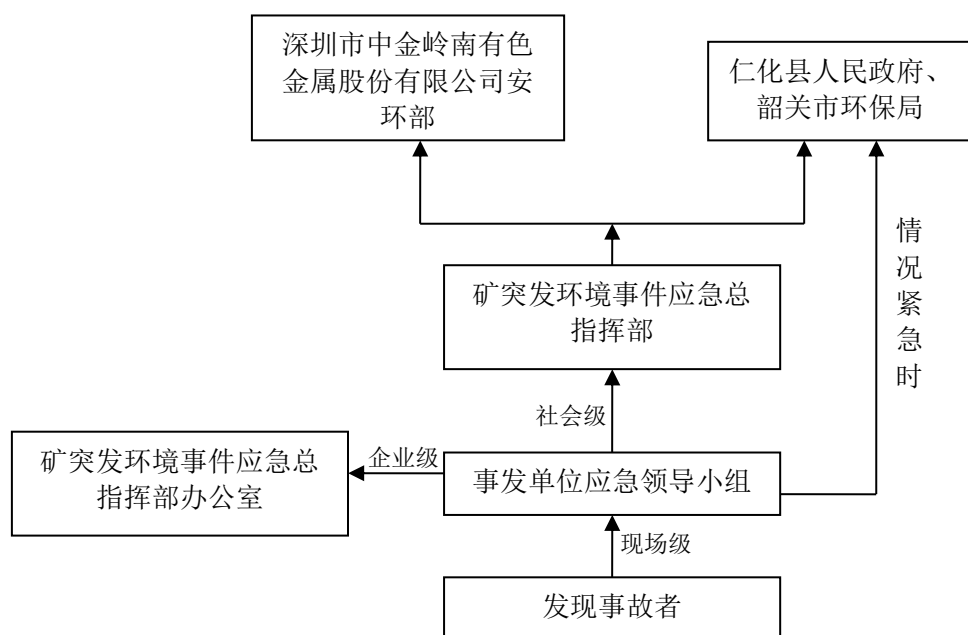 深圳市中金岭南有色
金属股份有限公司安
环部
仁化县人民政府、
韶关市环保局
情况紧急时
矿突发环境事件应急总
指挥部
社会级
矿突发环境事件应急总
指挥部办公室
企业级
事发单位应急领导小组
现场级
发现事故者